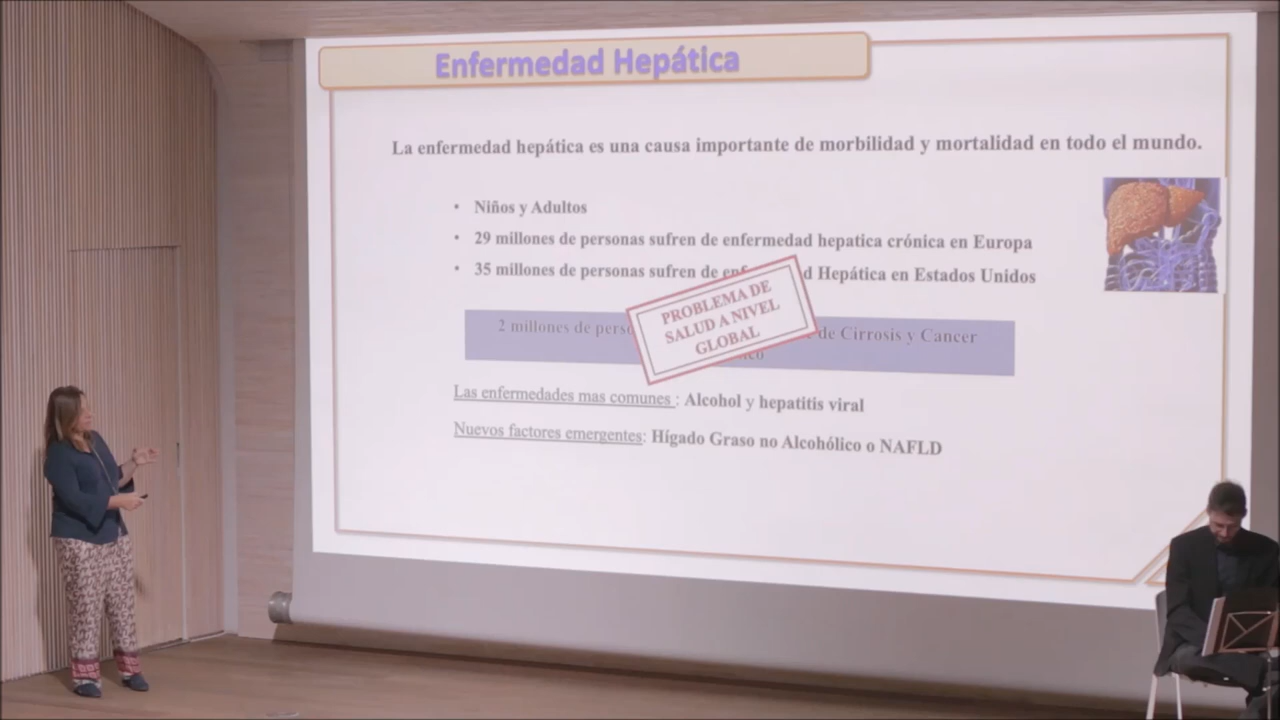 Enfermedad Hepática
La enfermedad hepática es una causa importante de morbilidad y mortalidad en todo el mundo.
• Niños y Adultos
• 29 millones de personas sufren de enfermedad hepatica crónica en Europa
• 35 millones de personas sufren de d Hepática en Estados Unidos
PROBLEMA DE
SALUD A NIVEL
GLOBAL
2 millones de de Cirrosis y Cancer
Las enfermedades mas comunes : Alcohol y hepatitis viral
Nuevos factores emergentes: Hígado Graso no Alcohólico o NAFLD